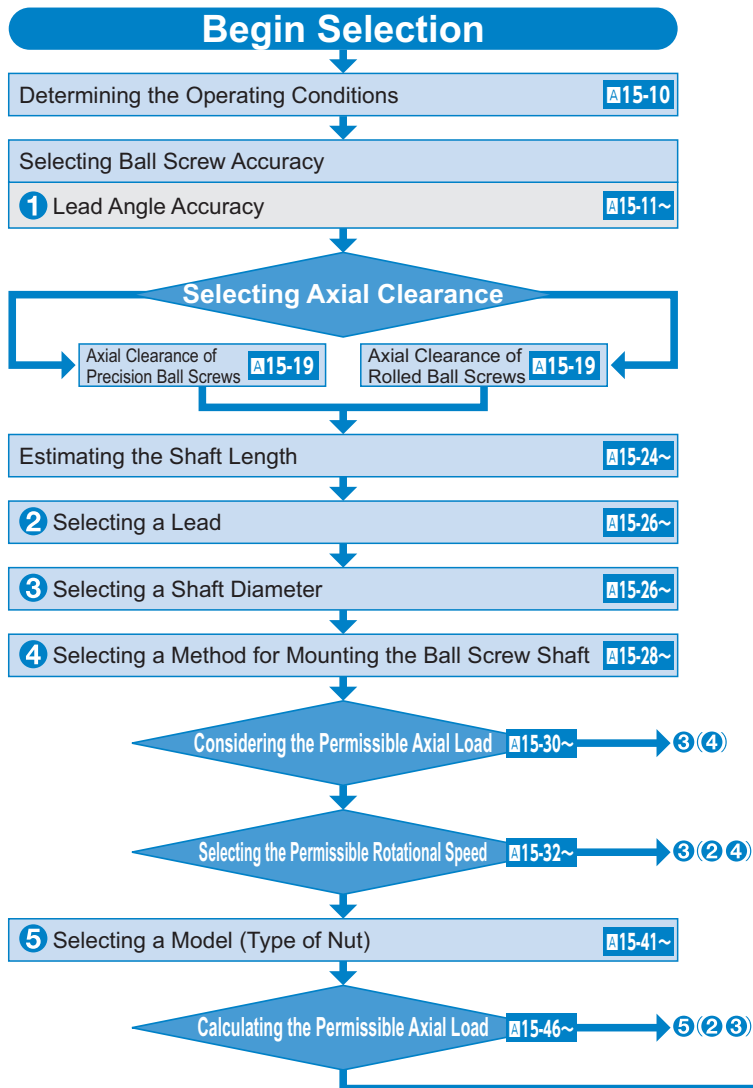 Begin Selection
Determining the Operating Conditions A15-10
Selecting Ball Screw Accuracy
1 Lead Angle Accuracy A15-11~
Selecting Axial Clearance
Axial Clearance of
Precision Ball Screws A15-19
Axial Clearance of
Rolled Ball Screws A15-19
Estimating the Shaft Length A15-24~
2 Selecting a Lead A15-26~
3 Selecting a Shaft Diameter A15-26~
4 Selecting a Method for Mounting the Ball Screw Shaft A15-28~
Considering the Permissible Axial Load A15-30~ 3(4)
Selecting the Permissible Rotational Speed A15-32~ 3(2 4)
5 Selecting a Model (Type of Nut) A15-41~
Calculating the Permissible Axial Load A15-46~ 5(2 3)